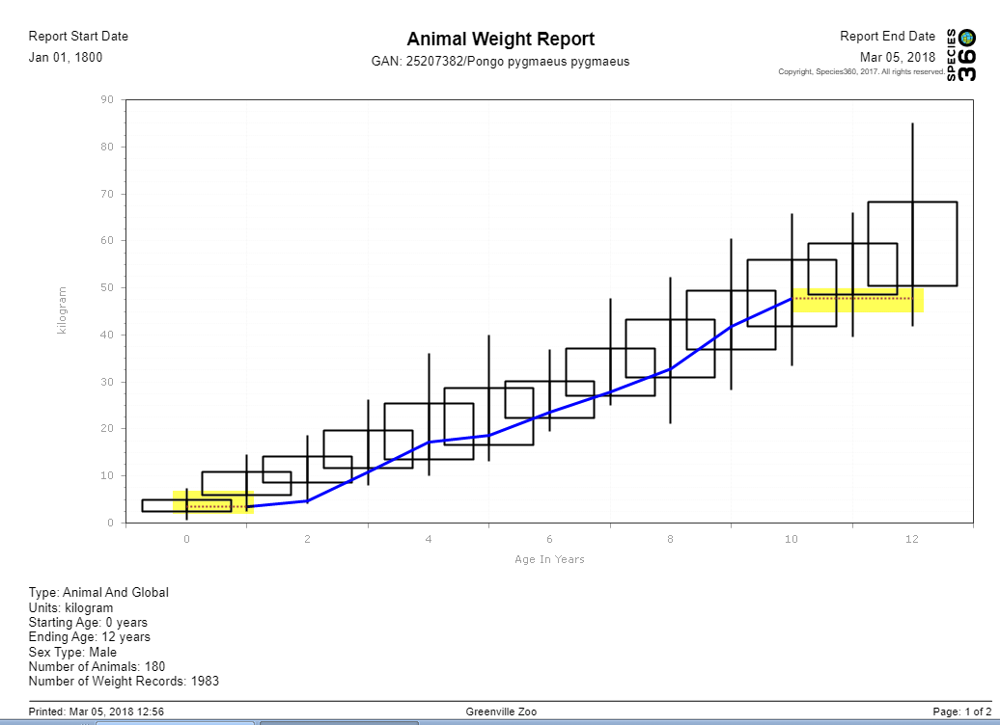 Report Start Date
Jan 01, 1800
Animal Weight Report
GAN: 25207382/Pongo pygmaeus pygmaeus
Report End Date
Mar 05, 2018
Copyright, Species360, 2017. All rights reserved.
SPECIES
360
90
80
70
60
50
40
30
20
10
0
kilogram
0 2 4 6 8 10 12
Age In Years
Type: Animal And Global
Units: kilogram
Starting Age: 0 years
Ending Age: 12 years
Sex Type: Male
Number of Animals: 180
Number of Weight Records: 1983
Printed: Mar 05, 2018 12:56 Greenville Zoo Page: 1 of 2